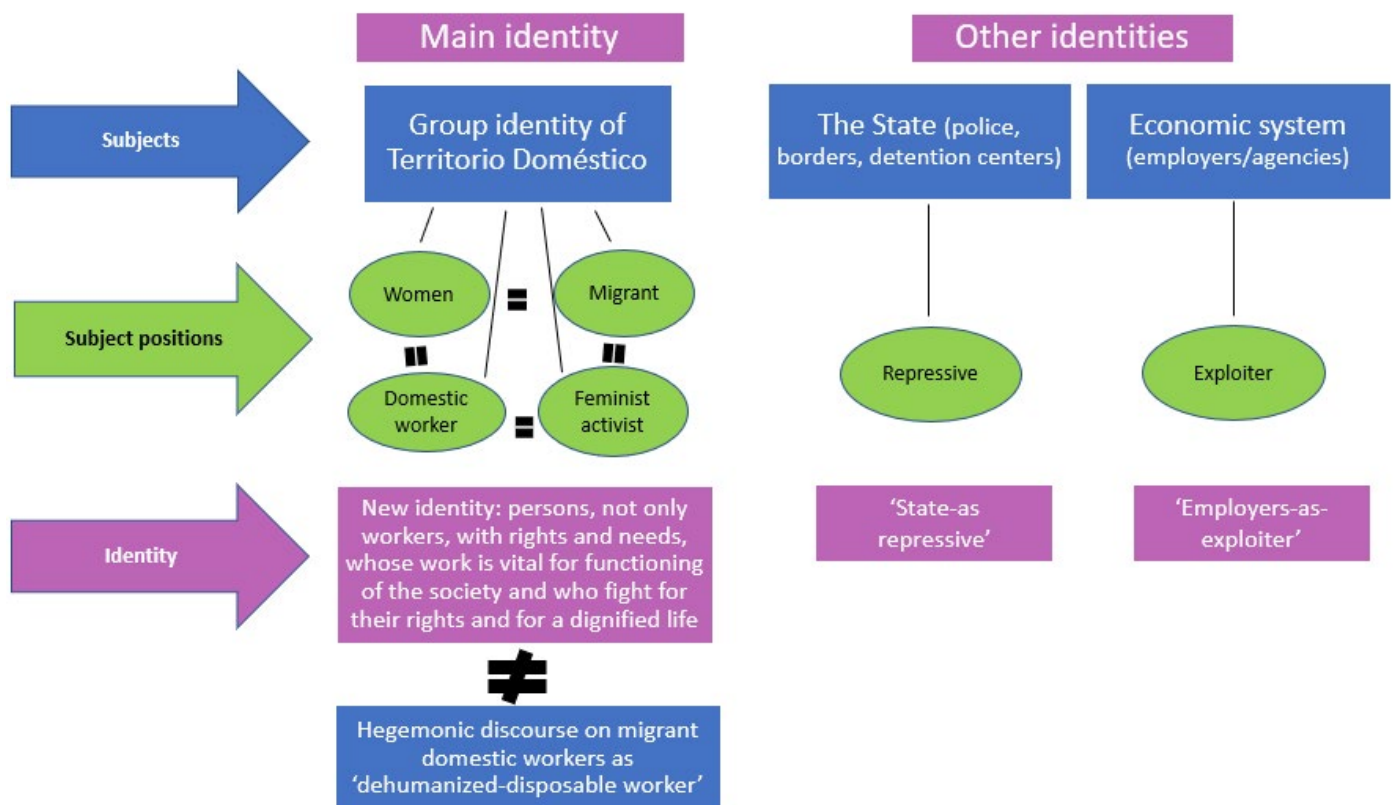 Main identity
Other identities
Subjects
Group identity of
Territorio Doméstico
The State (police,
borders, detention centers)
Economic system
(employers/agencies)
Subject positions
Women
=
Migrant
=
=
Domestic
worker
=
Feminist
activist
Repressive
Exploiter
Identity
New identity: persons, not only
workers, with rights and needs,
whose work is vital for functioning
of the society and who fight for
their rights and for a dignified life
‘State-as
repressive’
‘Employers-as-
exploiter’
≠
Hegemonic discourse on migrant
domestic workers as
‘dehumanized-disposable worker’